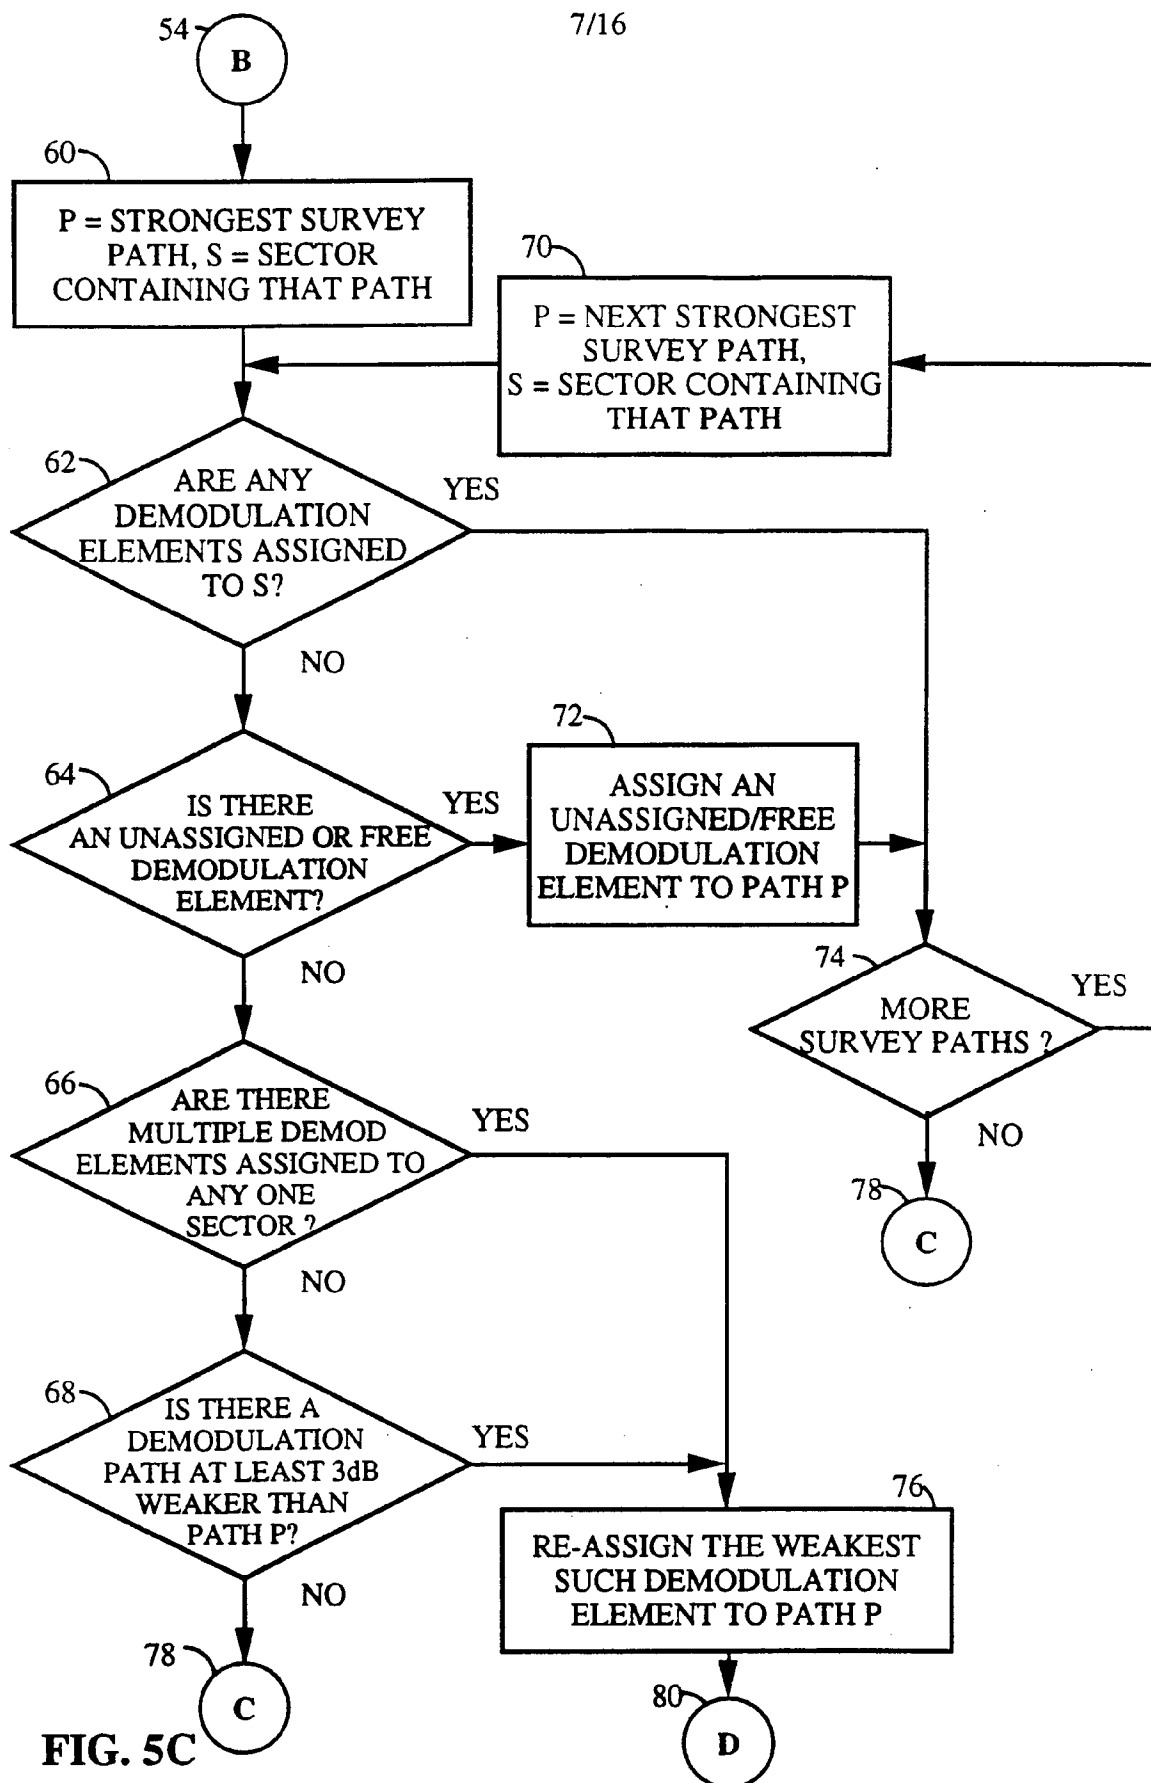 54
7/16
B
60
P = STRONGEST SURVEY
PATH, S = SECTOR
CONTAINING THAT PATH
70
P = NEXT STRONGEST
SURVEY PATH,
S = SECTOR CONTAINING
THAT PATH
62
ARE ANY
DEMODULATION
ELEMENTS ASSIGNED
TO S?
YES
NO
64
IS THERE
AN UNASSIGNED OR FREE
DEMODULATION
ELEMENT?
YES
NO
72
ASSIGN AN
UNASSIGNED/FREE
DEMODULATION
ELEMENT TO PATH P
74
MORE
SURVEY PATHS ?
YES
NO
78
C
66
ARE THERE
MULTIPLE DEMOD
ELEMENTS ASSIGNED TO
ANY ONE
SECTOR ?
YES
NO
68
IS THERE A
DEMODULATION
PATH AT LEAST 3dB
WEAKER THAN
PATH P?
YES
NO
76
RE-ASSIGN THE WEAKEST
SUCH DEMODULATION
ELEMENT TO PATH P
78
C
80
D
FIG. 5C